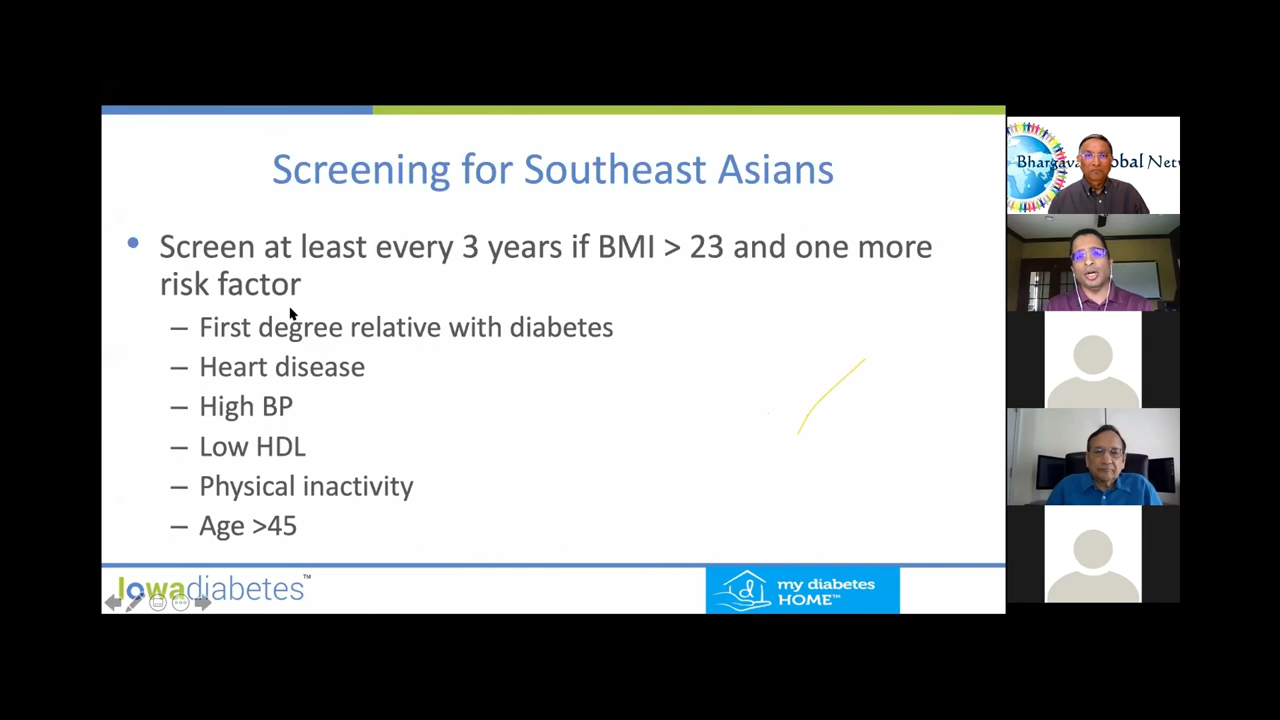 Screening for Southeast Asians
• Screen at least every 3 years if BMI > 23 and one more
risk factor
– First degree relative with diabetes
– Heart disease
– High BP
– Low HDL
– Physical inactivity
– Age >45
Iowadiabetes™
my diabetes
HOME™